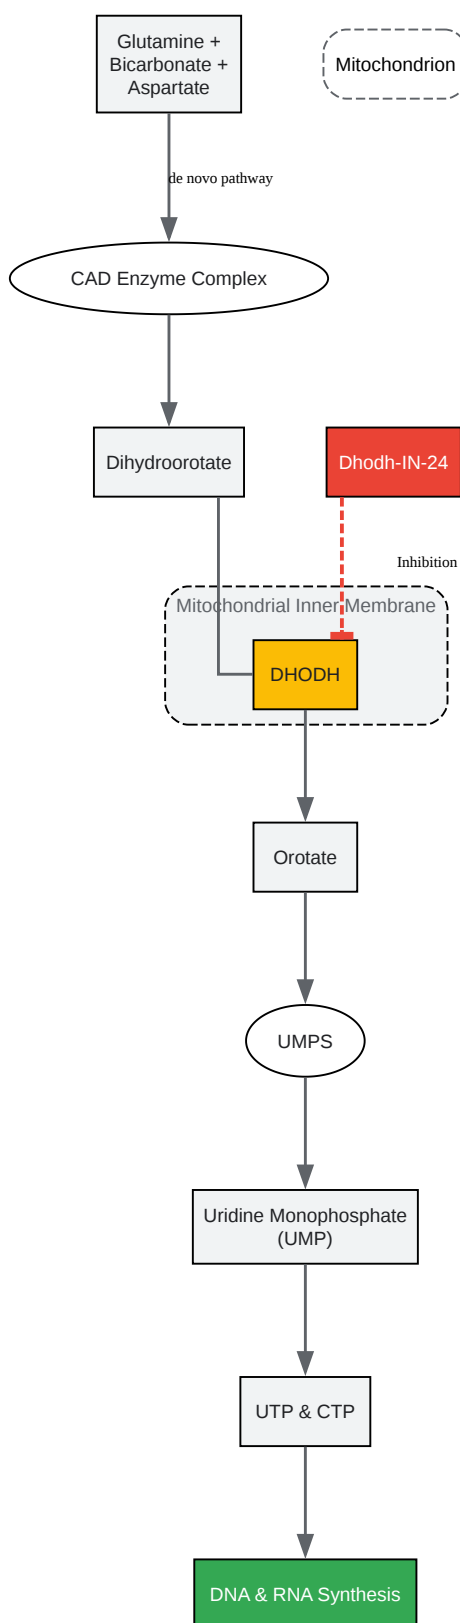 Glutamine +
Bicarbonate +
Aspartate
Mitochondrion
de novo pathway
CAD Enzyme Complex
Dihydroorotate
Dhodh-IN-24
Inhibition
Mitochondrial Inner Membrane
DHODH
Orotate
UMPS
Uridine Monophosphate
(UMP)
UTP & CTP
DNA & RNA Synthesis